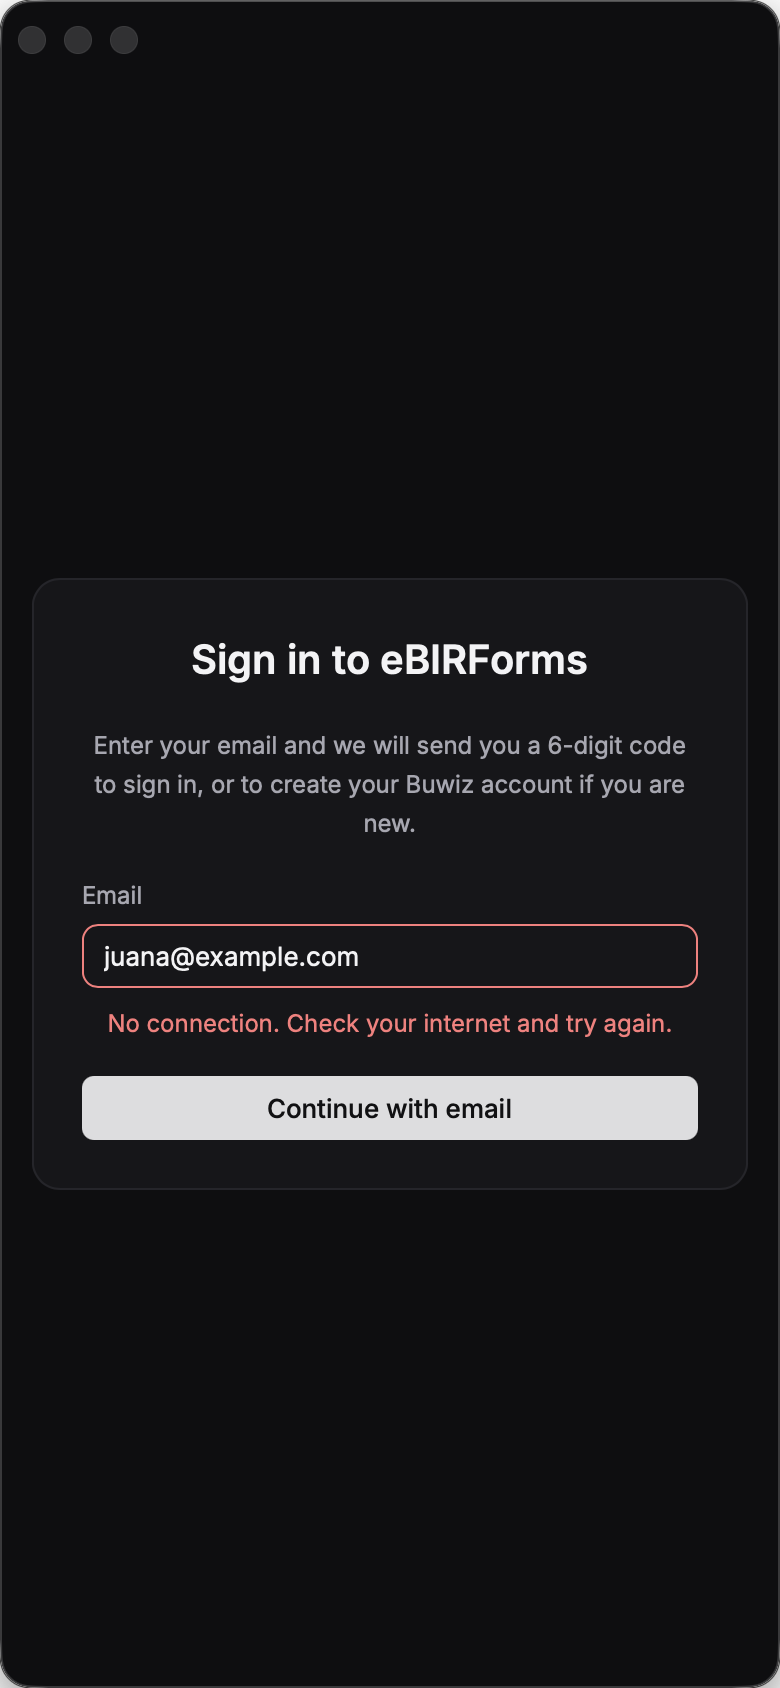 Sign in to eBIRForms
Enter your email and we will send you a 6-digit code
to sign in, or to create your Buwiz account if you are
new.
Email
juana@example.com
No connection. Check your internet and try again.
Continue with email